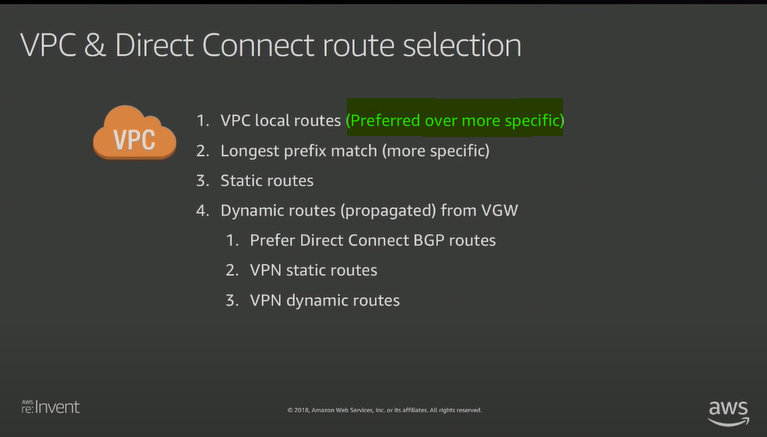 VPC & Direct Connect route selection
VPC
1. VPC local routes (Preferred over more specific)
2. Longest prefix match (more specific)
3. Static routes
4. Dynamic routes (propagated) from VGW
1. Prefer Direct Connect BGP routes
2. VPN static routes
3. VPN dynamic routes
AWS
re:Invent
© 2018, Amazon Web Services, Inc. or its affiliates. All rights reserved.
aws